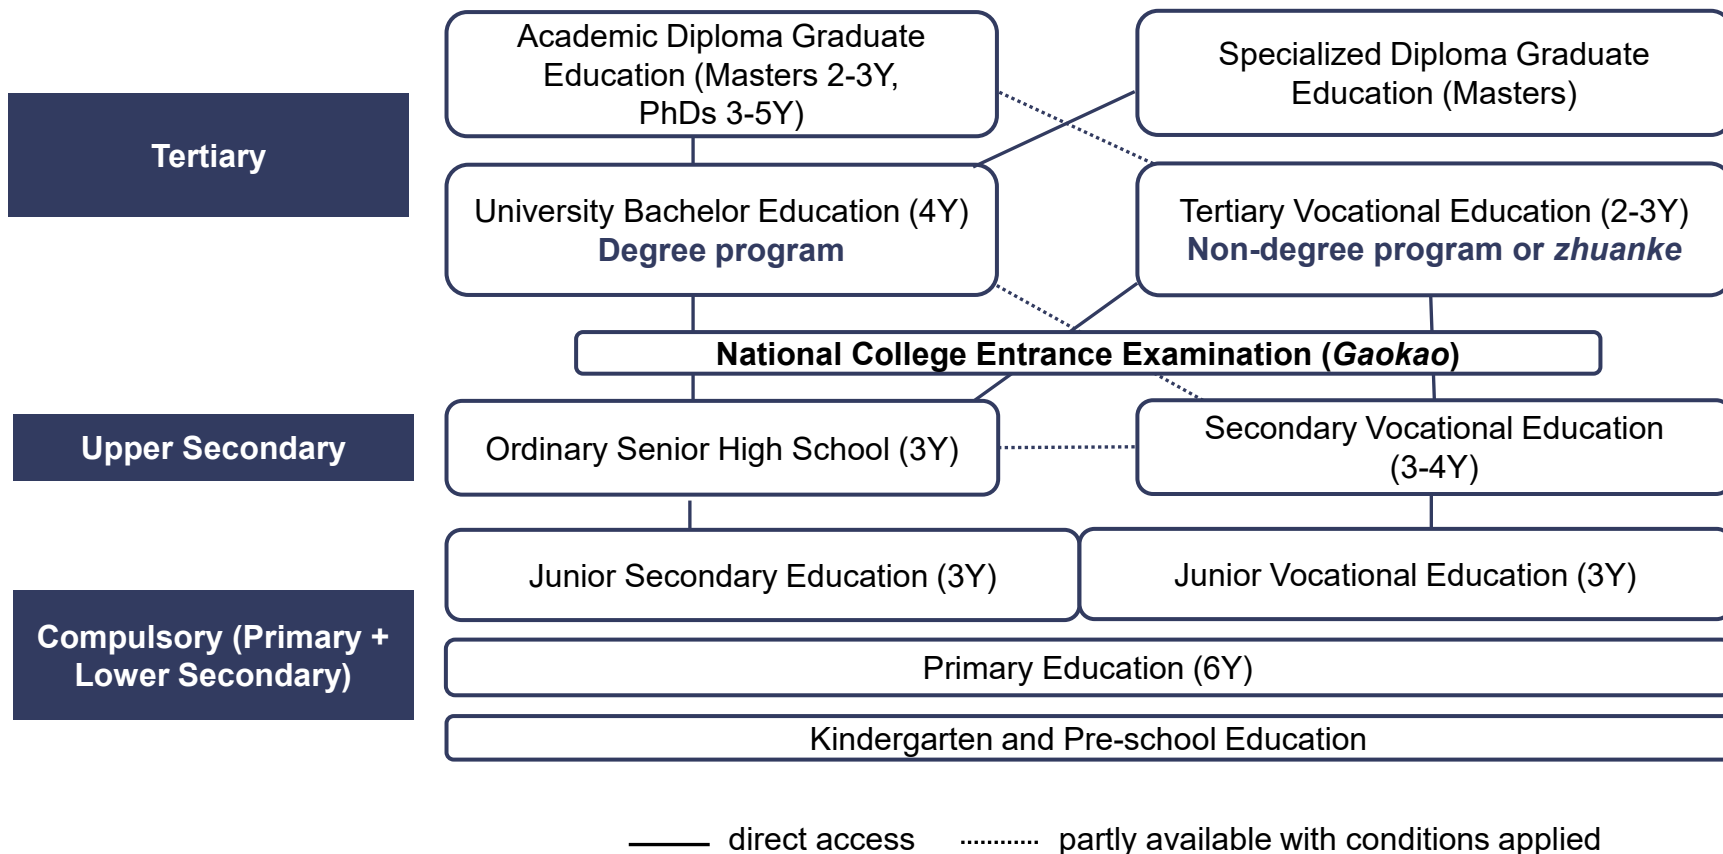 Academic Diploma Graduate
Education (Masters 2-3Y,
PhDs 3-5Y)
Specialized Diploma Graduate
Education (Masters)
Tertiary
University Bachelor Education (4Y)
Degree program
Tertiary Vocational Education (2-3Y)
Non-degree program or zhuanke
National College Entrance Examination (Gaokao)
Upper Secondary
Ordinary Senior High School (3Y)
Secondary Vocational Education
(3-4Y)
Junior Secondary Education (3Y)
Junior Vocational Education (3Y)
Compulsory (Primary +
Lower Secondary)
Primary Education (6Y)
Kindergarten and Pre-school Education
direct access
partly available with conditions applied